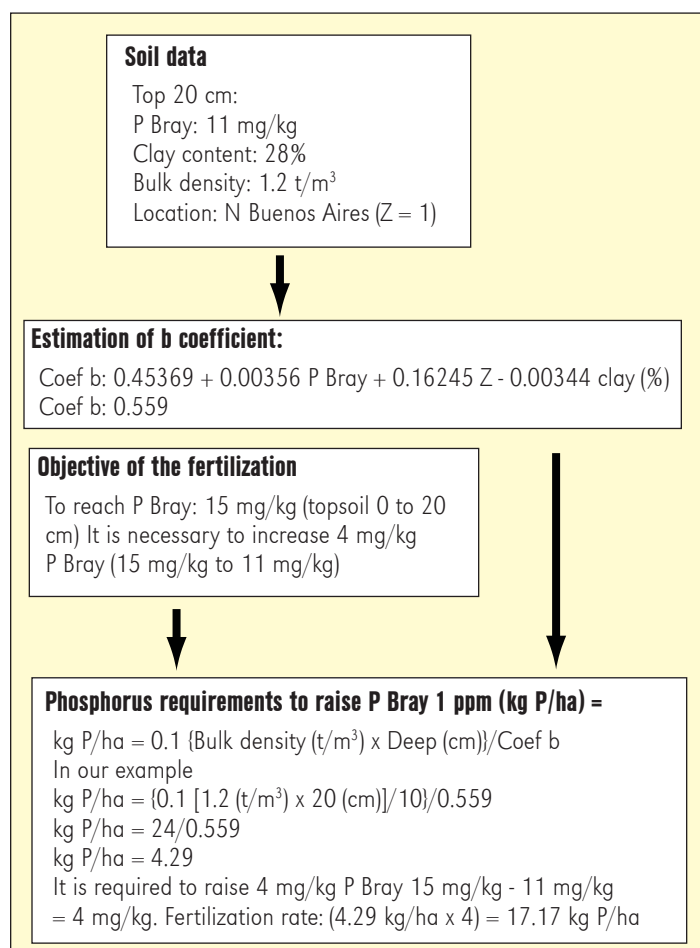 Soil data
Top 20 cm:
P Bray: 11 mg/kg
Clay content: 28%
Bulk density: 1.2 t/m³
Location: N Buenos Aires (Z = 1)
Estimation of b coefficient:
Coef b: 0.45369 + 0.00356 P Bray + 0.16245 Z - 0.00344 clay (%)
Coef b: 0.559
Objective of the fertilization
To reach P Bray: 15 mg/kg (topsoil 0 to 20
cm) It is necessary to increase 4 mg/kg
P Bray (15 mg/kg to 11 mg/kg)
Phosphorus requirements to raise P Bray 1 ppm (kg P/ha) =
kg P/ha = 0.1 {Bulk density (t/m³) x Deep (cm)}/Coef b
In our example
kg P/ha = {0.1 [1.2 (t/m³) x 20 (cm)]/10}/0.559
kg P/ha = 24/0.559
kg P/ha = 4.29
It is required to raise 4 mg/kg P Bray 15 mg/kg - 11 mg/kg
= 4 mg/kg. Fertilization rate: (4.29 kg/ha x 4) = 17.17 kg P/ha